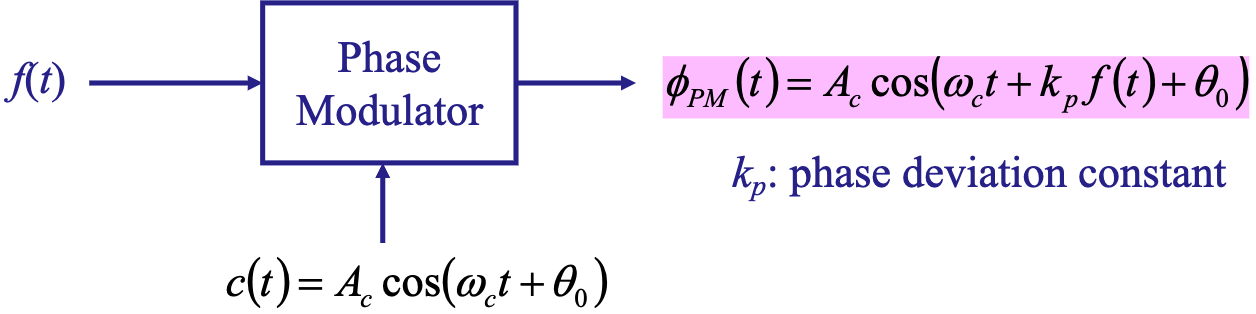 f(t)
Phase
Modulator
ϕ_PM(t) = A_c cos(ω_c t + k_p f(t) + θ_0)
k_p: phase deviation constant
c(t) = A_c cos(ω_c t + θ_0)